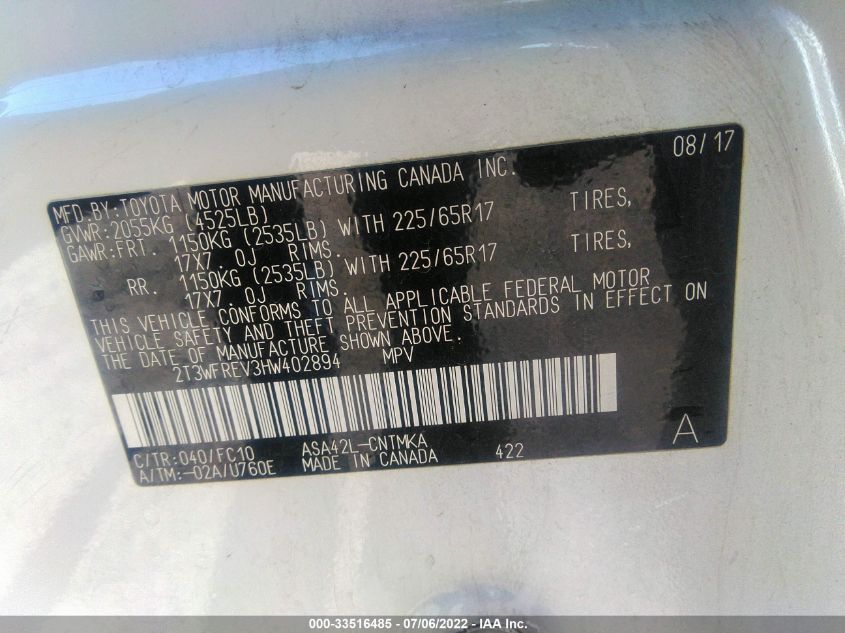 08/17
MFD.BY:TOYOTA MOTOR MANUFACTURING CANADA INC.
GVWR:2055KG (4525LB)
GAWR:FRT. 1150KG (2535LB) WITH 225/65R17 TIRES,
17X7.0J RIMS.
RR. 1150KG (2535LB) WITH 225/65R17 TIRES,
17X7.0J RIMS.
THIS VEHICLE CONFORMS TO ALL APPLICABLE FEDERAL MOTOR
VEHICLE SAFETY AND THEFT PREVENTION STANDARDS IN EFFECT ON
THE DATE OF MANUFACTURE SHOWN ABOVE.
2T3WFREV3HW402894 MPV
C/TR:040/FC10 ASA42L-CNTMKA A
A/TM:-02A/U760E MADE IN CANADA 422
000-33516485 - 07/06/2022 - IAA Inc.